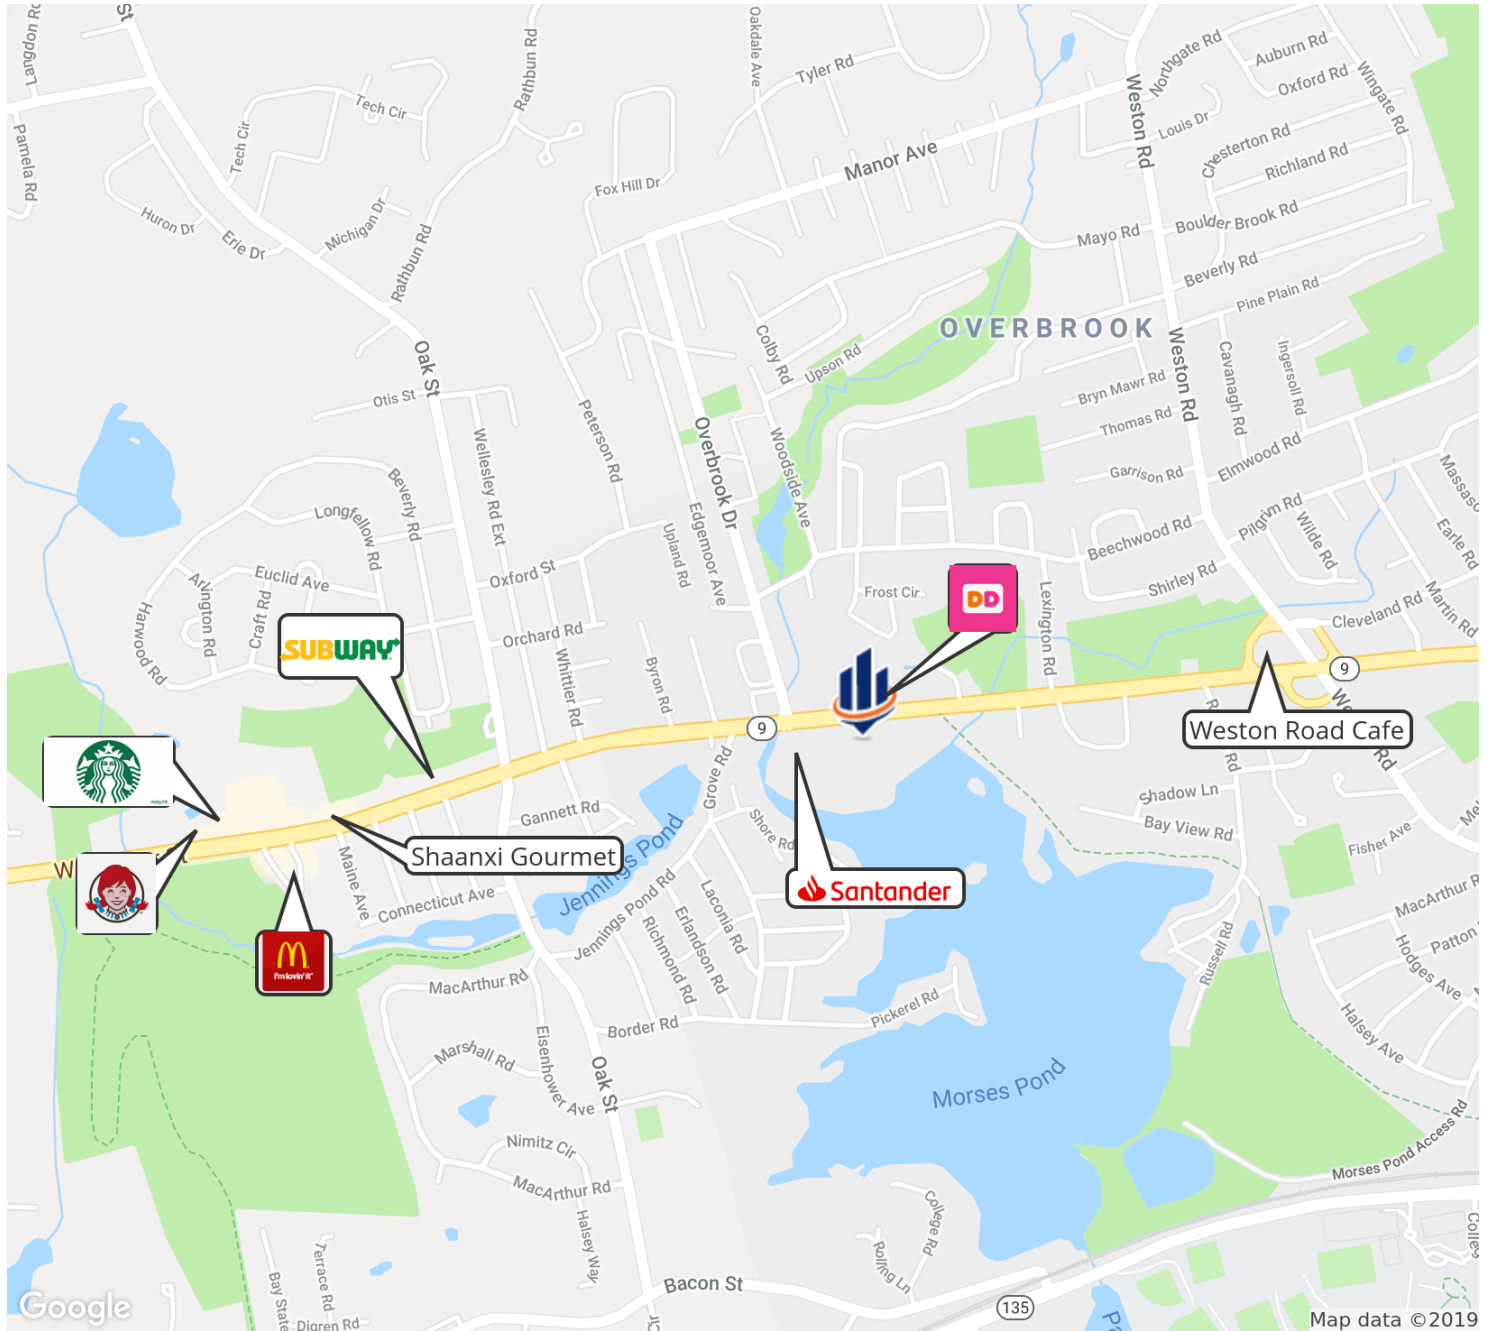 St
Langdon Rd
Pamela Rd
Tech Cir
Tech Cir
Huron Dr
Erie Dr
Michigan Dr
Rathbun Rd
Rathbun Rd
Oakdale Ave
Tyler Rd
Fox Hill Dr
Manor Ave
Weston Rd
Northgate Rd
Auburn Rd
Oxford Rd
Wingate Rd
Louis Dr
Chesterton Rd
Richland Rd
Boulder Brook Rd
Mayo Rd
Beverly Rd
Pine Plain Rd
OVERBROOK
Weston Rd
Oak St
Otis St
Colby Rd
Upson Rd
Bryn Mawr Rd
Thomas Rd
Garrison Rd
Cavanagh Rd
Ingersoll Rd
Elmwood Rd
Peterson Rd
Overbrook Dr
Woodside Ave
Wellesley Rd Ext
Beverly Rd
Longfellow Rd
Euclid Ave
Arlington Rd
Craft Rd
Harwood Rd
Oxford St
Upland Rd
Edgemoor Ave
Orchard Rd
Whittier Rd
Byron Rd
Frost Cir
Lexington Rd
Beechwood Rd
Shirley Rd
Pilgrim Rd
Wilde Rd
Earle Rd
Massaso
Martin Rd
Cleveland Rd
SUBWAY
DD
9
9
Weston Road Cafe
We
Rd
R
Rd
W
St
Shaanxi Gourmet
Maine Ave
Connecticut Ave
Gannett Rd
Grove Rd
Shore Rd
Jennings Pond
Jennings Pond Rd
Santander
M
i'm lovin' it
Laconia Rd
Erlandson Rd
Richmond Rd
Shadow Ln
Bay View Rd
Fisher Ave
Mel
MacArthur R
Patton
Hodges Ave
Halsey Ave
Russell Rd
MacArthur Rd
Marshall Rd
Eisenhower Ave
Border Rd
Pickerel Rd
Oak St
Morses Pond
Morses Pond Access Rd
Nimitz Cir
MacArthur Rd
Halsey Way
College Rd
Rolling Ln
Colleg
Bay State
Terrace Rd
Digren Rd
Bacon St
135
Pa
Google
Map data ©2019